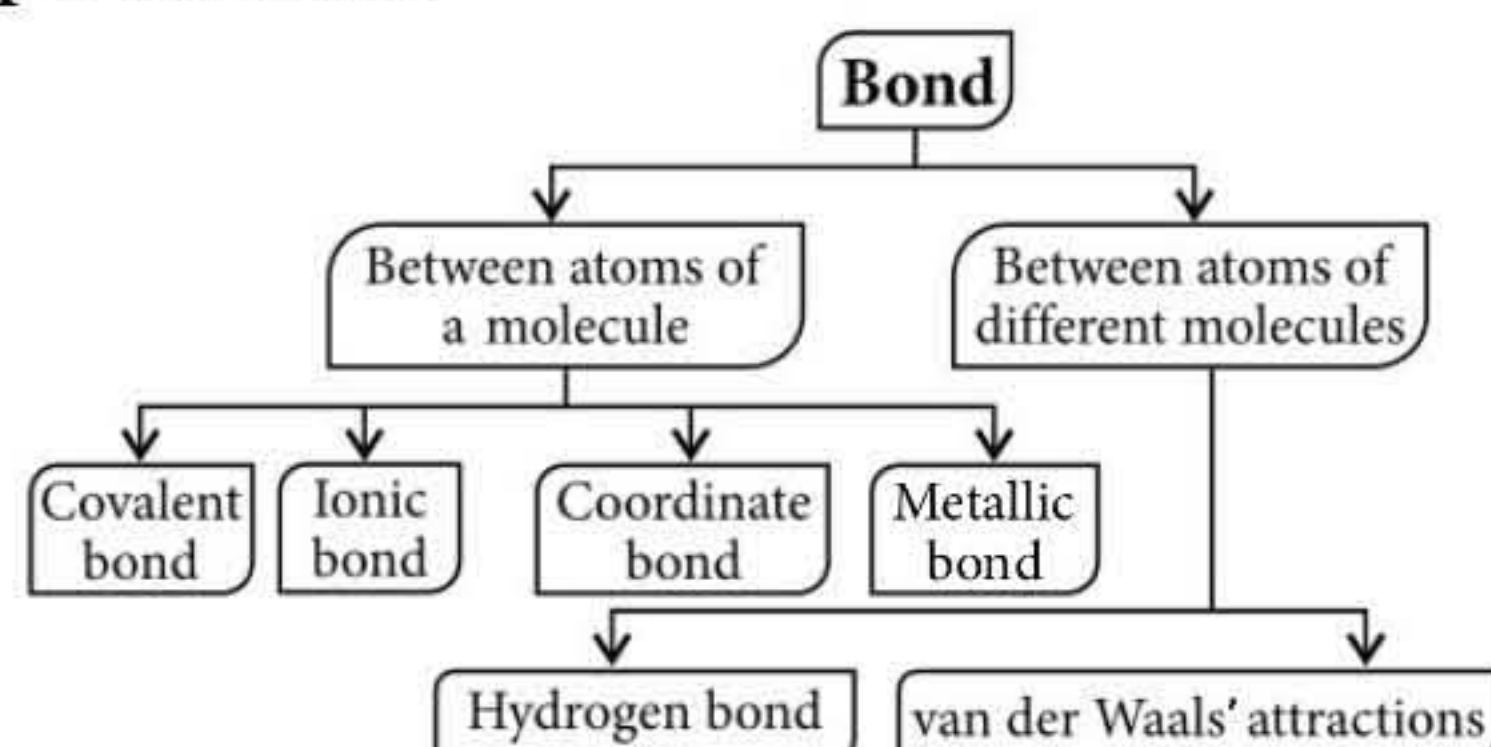 Bond
Between atoms of
a molecule
Between atoms of
different molecules
Covalent
bond
Ionic
bond
Coordinate
bond
Metallic
bond
Hydrogen bond
van der Waals' attractions